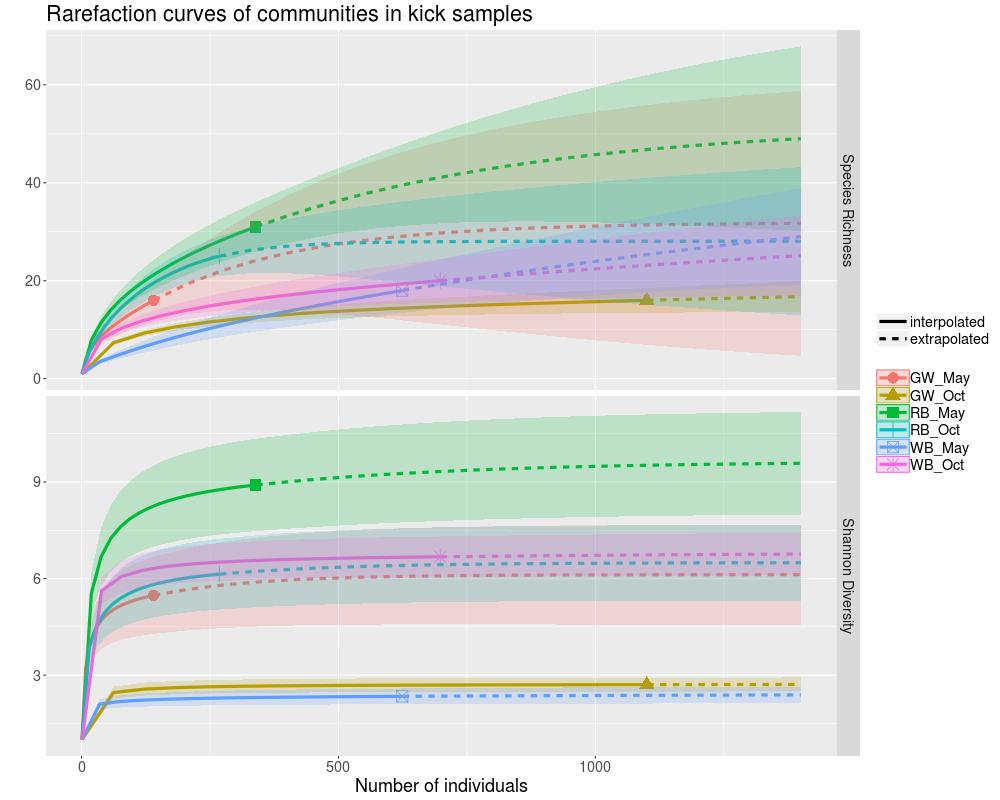 Rarefaction curves of communities in kick samples
60
40
20
0
Species Richness
9
6
3
Shannon Diversity
0
500
1000
Number of individuals
interpolated
extrapolated
GW_May
GW_Oct
RB_May
RB_Oct
WB_May
WB_Oct